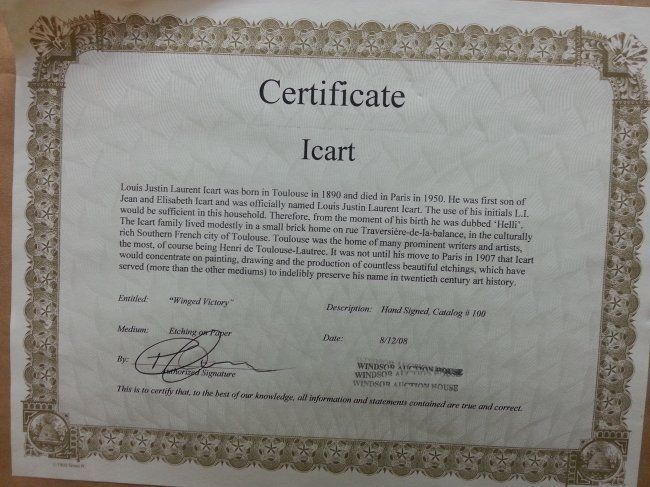 Certificate
Icart
Louis Justin Laurent Icart was born in Toulouse in 1890 and died in Paris in 1950. He was first son of
Jean and Elisabeth Icart and was officially named Louis Justin Laurent Icart. The use of his initials L.I.
would be sufficient in this household. Therefore, from the moment of his birth he was dubbed 'Helli'.
The Icart family lived modestly in a small brick home on rue Traversière-de-la-balance, in the culturally
rich Southern French city of Toulouse. Toulouse was the home of many prominent writers and artists,
the most, of course being Henri de Toulouse-Lautrec. It was not until his move to Paris in 1907 that Icart
would concentrate on painting, drawing and the production of countless beautiful etchings, which have
served (more than the other mediums) to indelibly preserve his name in twentieth century art history.
Entitled: "Winged Victory" Description: Hand Signed, Catalog # 100
Medium: Etching on Paper Date: 8/12/08
By:
Authorized Signature
WINDSOR AUCTION HOUSE
WINDSOR AUCTION HOUSE
WINDSOR AUCTION HOUSE
This is to certify that, to the best of our knowledge, all information and statements contained are true and correct.